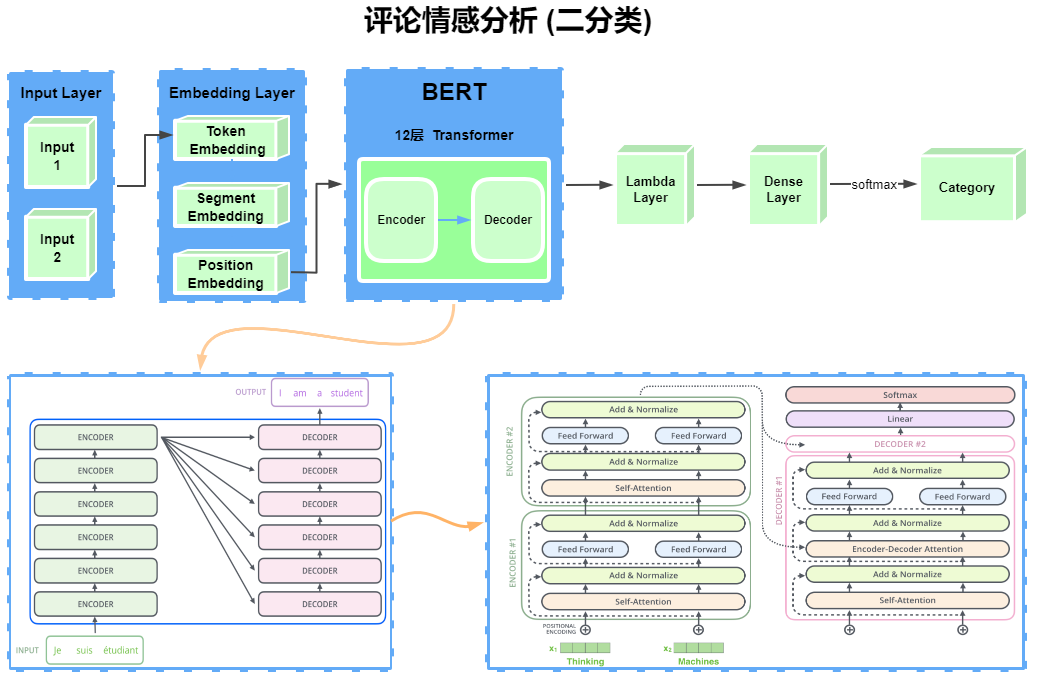 评论情感分析 (二分类)
Input Layer
Input
1
Input
2
Embedding Layer
Token
Embedding
Segment
Embedding
Position
Embedding
BERT
12层 Transformer
Encoder
Decoder
Lambda
Layer
Dense
Layer
softmax
Category
OUTPUT I am a student
ENCODER
ENCODER
ENCODER
ENCODER
ENCODER
ENCODER
DECODER
DECODER
DECODER
DECODER
DECODER
DECODER
INPUT Je suis étudiant
ENCODER #2
Add & Normalize
Feed Forward Feed Forward
Add & Normalize
Self-Attention
ENCODER #1
Add & Normalize
Feed Forward Feed Forward
Add & Normalize
Self-Attention
POSITIONAL
ENCODING
x₁ x₂
Thinking Machines
Softmax
Linear
DECODER #2
DECODER #1
Add & Normalize
Feed Forward Feed Forward
Add & Normalize
Encoder-Decoder Attention
Add & Normalize
Self-Attention